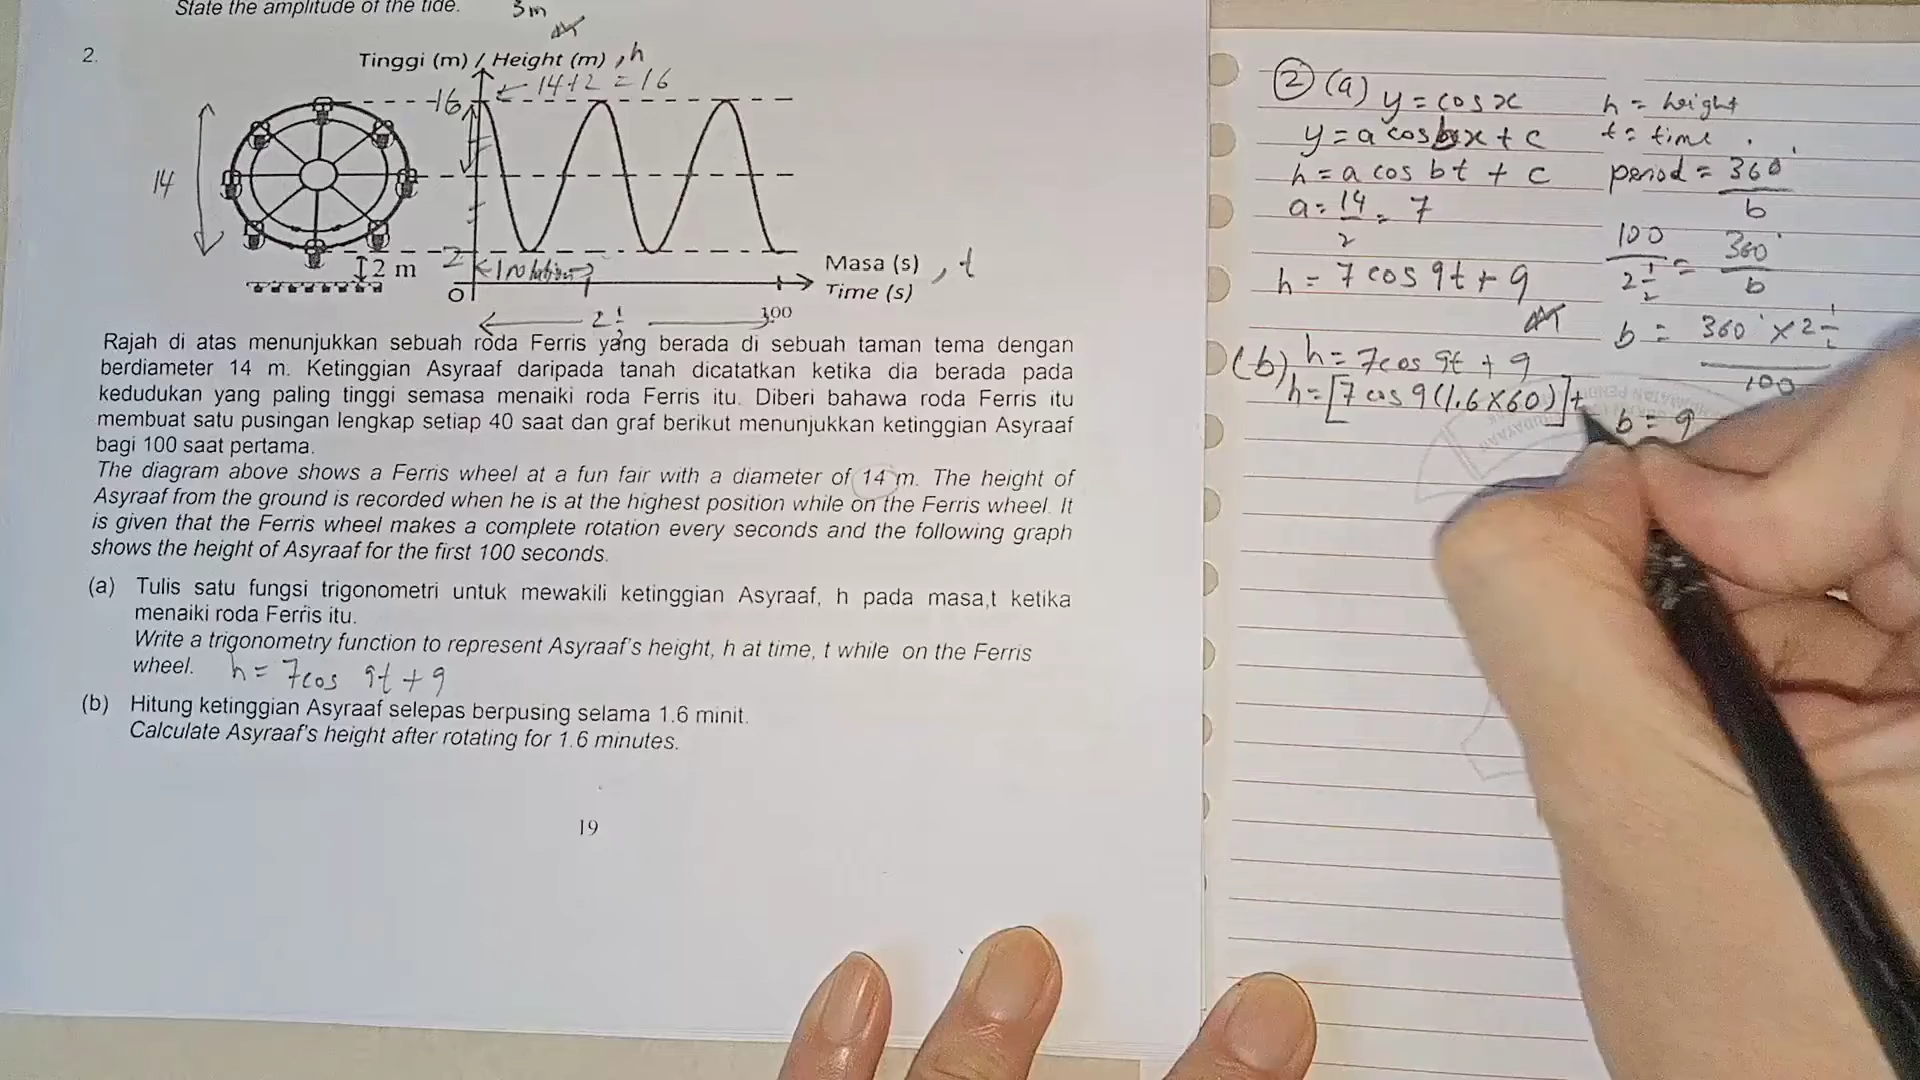 State the amplitude of the tide. 3m
2.
Tinggi (m) / Height (m) , h
16 ← 14+2 = 16
14
2 m
2
←1 rotation→
0
Masa (s) , t
Time (s)
2 1/2
100
Rajah di atas menunjukkan sebuah roda Ferris yang berada di sebuah taman tema dengan
berdiameter 14 m. Ketinggian Asyraaf daripada tanah dicatatkan ketika dia berada pada
kedudukan yang paling tinggi semasa menaiki roda Ferris itu. Diberi bahawa roda Ferris itu
membuat satu pusingan lengkap setiap 40 saat dan graf berikut menunjukkan ketinggian Asyraaf
bagi 100 saat pertama.
The diagram above shows a Ferris wheel at a fun fair with a diameter of 14 m. The height of
Asyraaf from the ground is recorded when he is at the highest position while on the Ferris wheel. It
is given that the Ferris wheel makes a complete rotation every seconds and the following graph
shows the height of Asyraaf for the first 100 seconds.
(a) Tulis satu fungsi trigonometri untuk mewakili ketinggian Asyraaf, h pada masa,t ketika
menaiki roda Ferris itu.
Write a trigonometry function to represent Asyraaf's height, h at time, t while on the Ferris
wheel. h = 7cos 9t + 9
(b) Hitung ketinggian Asyraaf selepas berpusing selama 1.6 minit.
Calculate Asyraaf's height after rotating for 1.6 minutes.
19
② (a) y = cos x
y = a cos bx + c
h = a cos bt + c
a = 14/2 = 7
h = 7 cos 9t + 9
(b) h = 7cos 9t + 9
h = [7 cos 9(1.6×60)] +
h = height
t = time
period = 360°/b
100/2 1/2 = 360°/b
b = 360° × 2 1/2 / 100
b = 9